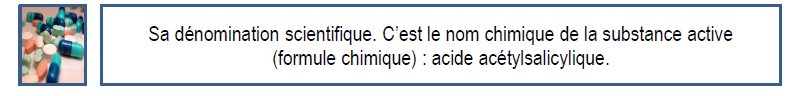 Sa dénomination scientifique. C’est le nom chimique de la substance active
(formule chimique) : acide acétylsalicylique.